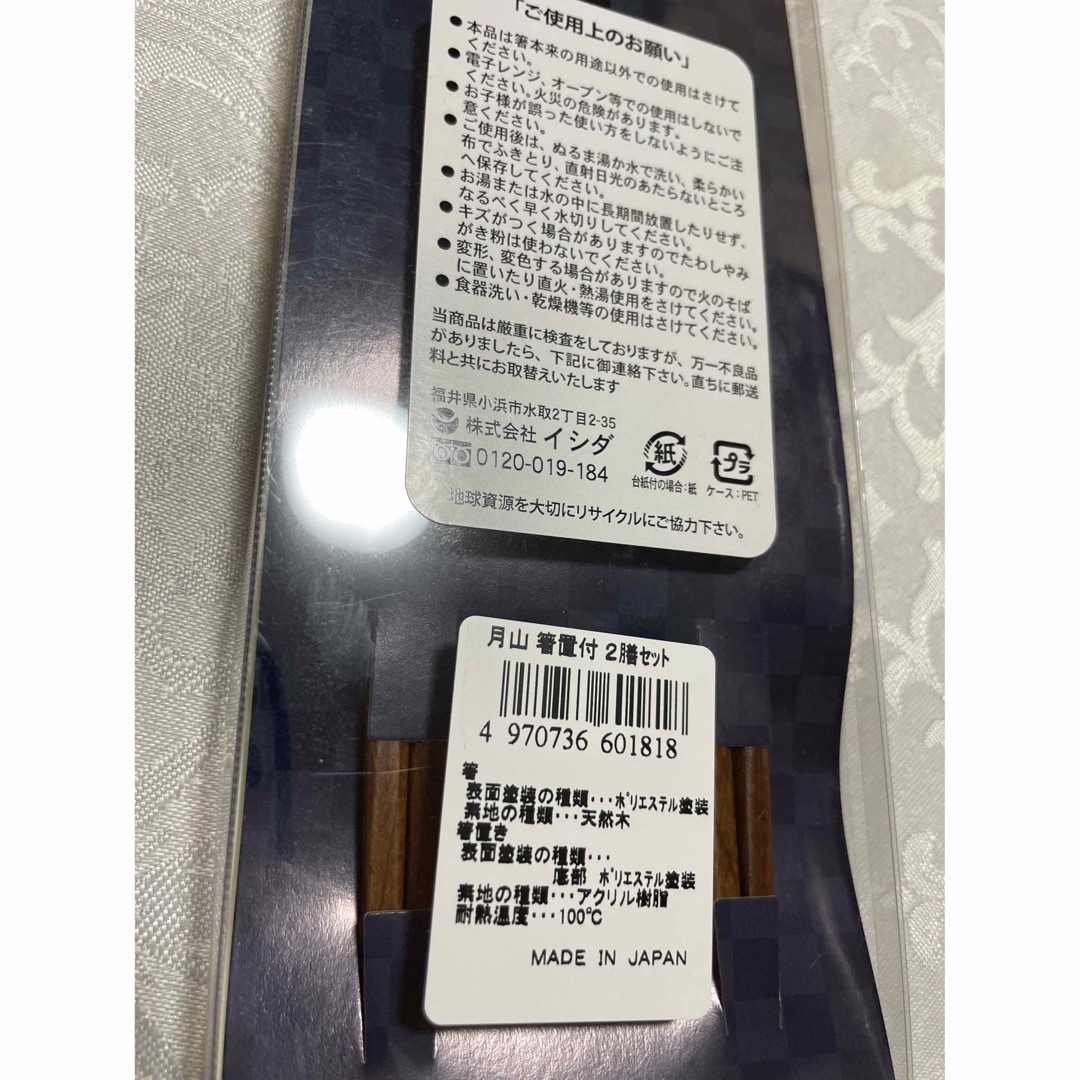 「ご使用上のお願い」
●本品は箸本来の用途以外での使用はさけて
ください。
●電子レンジ、オーブン等での使用はしないで
ください。火災の危険があります。
●お子様が誤った使い方をしないようにご注
意ください。
●ご使用後は、ぬるま湯か水で洗い、柔らかい
布でふきとり、直射日光のあたらないところ
へ保存してください。
●お湯または水の中に長期間放置したりせず、
なるべく早く水切りしてください。
●キズがつく場合がありますのでたわしやみ
がき粉は使わないでください。
●変形、変色する場合がありますので火のそば
に置いたり直火・熱湯使用をさけてください。
●食器洗い・乾燥機等の使用はさけてください。
当商品は厳重に検査をしておりますが、万一不良品
がありましたら、下記に御連絡下さい。直ちに郵送
料と共にお取替えいたします
福井県小浜市水取2丁目2-35
株式会社 イシダ
0120-019-184
紙
台紙付の場合:紙
プラ
ケース:PET
地球資源を大切にリサイクルにご協力下さい。
月山 箸置付 2膳セット
4 970736 601818
箸
表面塗装の種類・・・ポリエステル塗装
素地の種類・・・天然木
箸置き
表面塗装の種類・・・
底部 ポリエステル塗装
素地の種類・・・アクリル樹脂
耐熱温度・・・100℃
MADE IN JAPAN